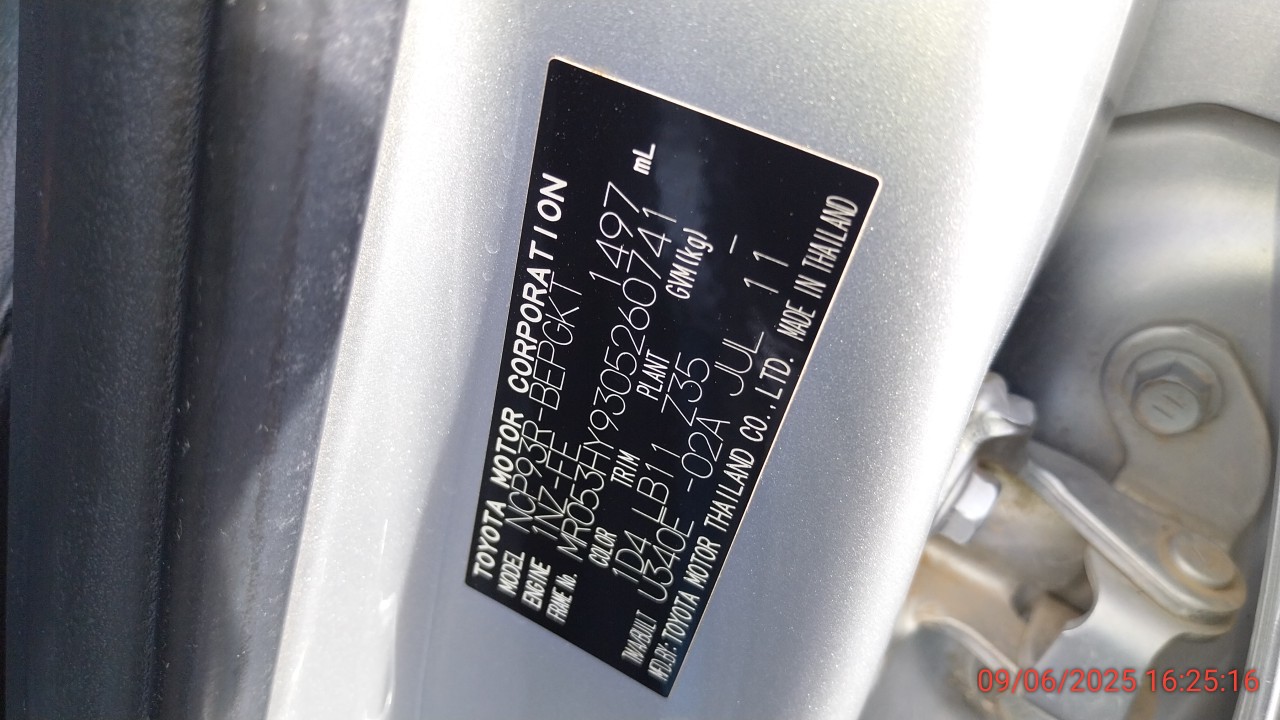 TOYOTA MOTOR CORPORATION
MODEL NCP93R-BEPGKT
ENGINE 1NZ-FE 1497 mL
FRAME No. MR053HY9305260741
COLOR TRIM PLANT GVM(kg)
1D4 LB11 Z35 –
TM/ABUILT U340E -02A JUL 11
MFD.BY: TOYOTA MOTOR THAILAND CO.,LTD. MADE IN THAILAND
09/06/2025 16:25:16